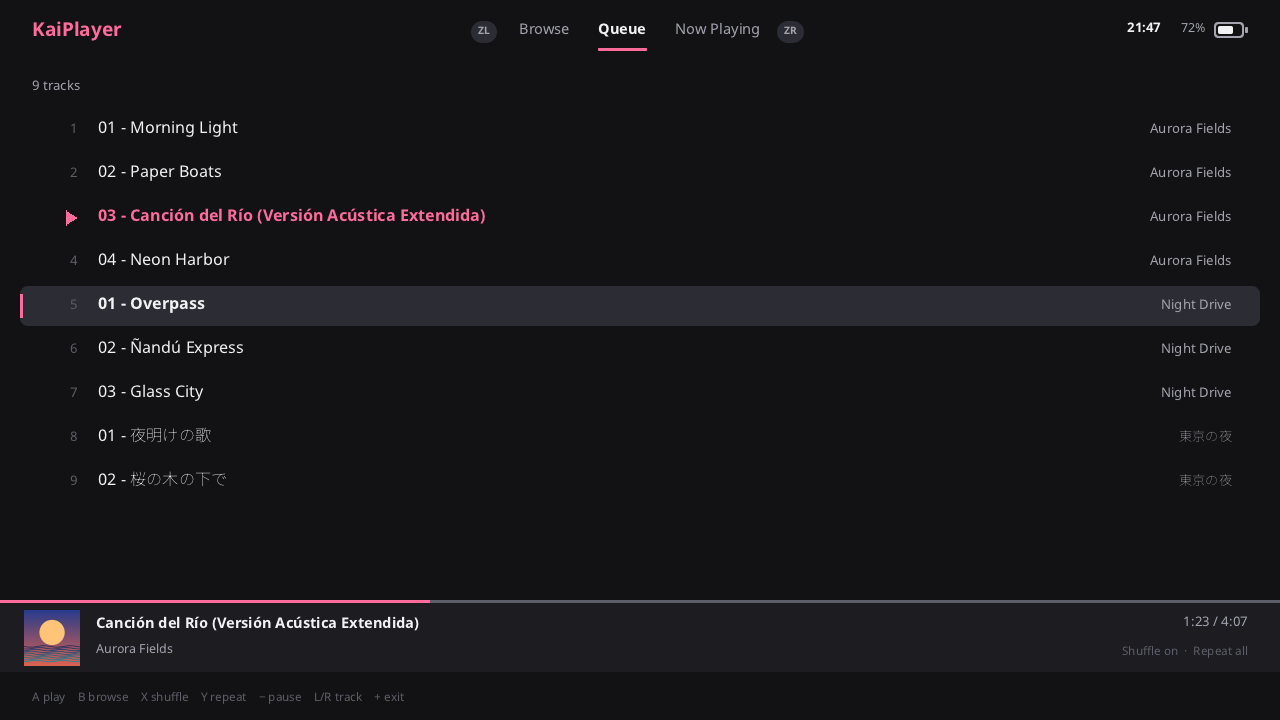 KaiPlayer ZL Browse Queue Now Playing ZR 21:47 72%
9 tracks
1 01 - Morning Light Aurora Fields
2 02 - Paper Boats Aurora Fields
03 - Canción del Río (Versión Acústica Extendida) Aurora Fields
4 04 - Neon Harbor Aurora Fields
5 01 - Overpass Night Drive
6 02 - Ñandú Express Night Drive
7 03 - Glass City Night Drive
8 01 - 夜明けの歌 東京の夜
9 02 - 桜の木の下で 東京の夜
Canción del Río (Versión Acústica Extendida) 1:23 / 4:07
Aurora Fields Shuffle on · Repeat all
A play B browse X shuffle Y repeat − pause L/R track + exit